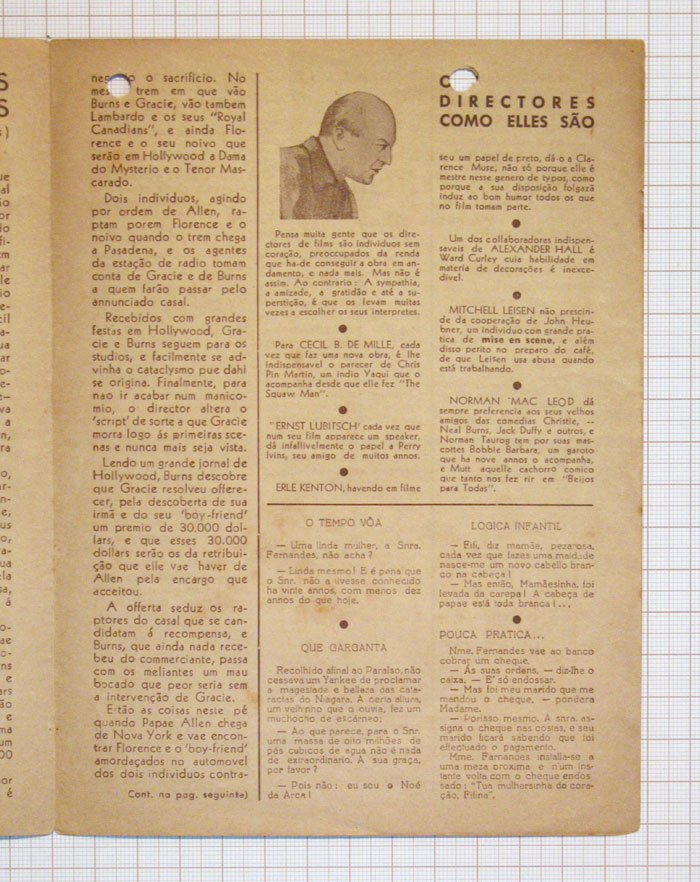 S
S
s)
o sacrificio. No
trem em que vão
Burns e Gracie, vão tambem
Lambardo e os seus "Royal
Canadians", e ainda Flo-
rence e o seu noivo que
serão em Hollywood a Dama
do Mysterio e o Tenor Mas-
carado.
Dois individuos, agindo
por ordem de Allen, ra-
ptam porem Florence e o
noivo quando o trem chega
a Pasadena, e os agentes
da estação de radio tomam
conta de Gracie e de Burns
a quem farão passar pelo
annunciado casal.
Recebidos com grandes
festas em Hollywood, Gra-
cie e Burns seguem para os
studios, e facilmente se ad-
vinha o cataclysmo pue dahi
se origina. Finalmente, para
nao ir acabar num manico-
mio, o director altera o
'script' de sorte a que Gracie
morra logo ás primeiras sce-
nas e nunca mais seja vista.
Lendo um grande jornal de
Hollywood, Burns descobre
que Gracie resolveu offere-
cer, pela descoberta de sua
irmã e do seu 'boy-friend'
um premio de 30.000 dol-
lars, e que esses 30.000
dollars serão os da retribui-
ção que elle vae haver de
Allen pela encargo que
acceitou.
A offerta seduz os ra-
ptores do casal que se can-
didatam á recompensa, e
Burns, que ainda nada rece-
beu do commerciante, passa
com os meliantes um mau
bocado que peor seria sem
a intervenção de Gracie.
Eitão as coisas neste pé
quando Papae Allen chega
de Nova York e vae encon-
trar Florence e o 'boy-friend'
amordaçados no automovel
dos dois individuos contra-
Cont. na pag. seguinte)
Pensa muita gente que os dire-
ctores de films são individuos sem
coração, preoccupados da renda
que ha-de conseguir a obra em an-
damento, e nada mais. Mas não é
assim. Ao contrario: A sympathia,
a amizade, a gratidão e até a su-
perstição, é que os levam muitas
vezes a escolher os seus interpretes.
Para CECIL B. DE MILLE, cada
vez que faz uma nova obra, é lhe
indispensavel o parecer de Chris
Pin Martin, um indio Yaqui que o
acompanha desde que elle fez "The
Squaw Man".
"ERNST LUBITSCH' cada vez que
num seu film apparece um speaker,
dá infallivelmente o papel a Perry
Ivins, seu amigo de muitos annos.
ERLE KENTON, havendo em filme
DIRECTORES
COMO ELLES SÃO
seu um papel de preto, dá-o a Cla-
rence Muse, não só porque elle é
mestre nesse genero de typos, como
porque a sua disposição folgazã
induz ao bom humor todos os que
no film tomam parte.
Um dos collaboradores indispen-
saveis de ALEXANDER HALL é
Ward Curley cuja habilidade em
materia de decorações é inexce-
divel.
MITCHELL LEISEN não prescin-
de da cooperação de John Heu-
bner, um individuo com grande pra-
tica de mise en scene, e além
disso perito no preparo do café,
de que Leisen usa abusa quando
está trabalhando.
NORMAN 'MAC LEOD dá
sempre preferencia aos seus velhos
amigos das comedias Christie, --
Neal Burns, Jack Duffy e outros, e
Norman Taurog tem por suas mas-
cottes Bobbie Barbara, um garoto
que ha nove annos o acompanha,
e Mutt aquelle cachorro comico
que tanto nos fez rir em "Beijos
para Todas".
O TEMPO VÔA
— Uma linda mulher, a Snra.
Fernandes, não acha?
— Linda mesmo! E é pena que
o Snr. não a tivesse conhecido
ha vinte annos, com menos dez
annos do que hoje.
QUE GARGANTA
Recolhido afinal ao Paraiso, não
cessava um Yankee de proclamar
a magestade e belleza das cata-
ractas do Niagara. A certa altura,
um velhinho que o ouvia, fez um
muchocho de escárneo:
— Ao que parece, para o Snr.
uma massa de oito milhões de
pés cubicos de agua não é nada
de extraordinario. A sua graça,
por favor?
— Pois não: eu sou o Noé
da Arca!
LOGICA INFANTIL
— Fifi, diz mamãe, pezarosa,
cada vez que fazes uma maldade
nasce-me um novo cabello bran-
co na cabeça!
— Mas então, Mamãesinha, foi
levada da carepa! A cabeça de
papae está toda branca!...
POUCA PRATICA...
Nme. Fernandes vae ao banco
cobrar um cheque.
— As suas ordens, — diz-lhe o
caixa. — E' só endossar.
— Mas foi meu marido que me
mandou o cheque, — pondera
Madame.
— Porisso mesmo. A snra. as-
signa o cheque nas costas, e seu
marido ficará sabendo que foi
effectuado o pagamento.
Mme. Fernandes installa-se a
uma meza proxima e n'um ins-
tante volta com o cheque endos
sado: "Tua mulhersinha do cora-
ção, Fifina".